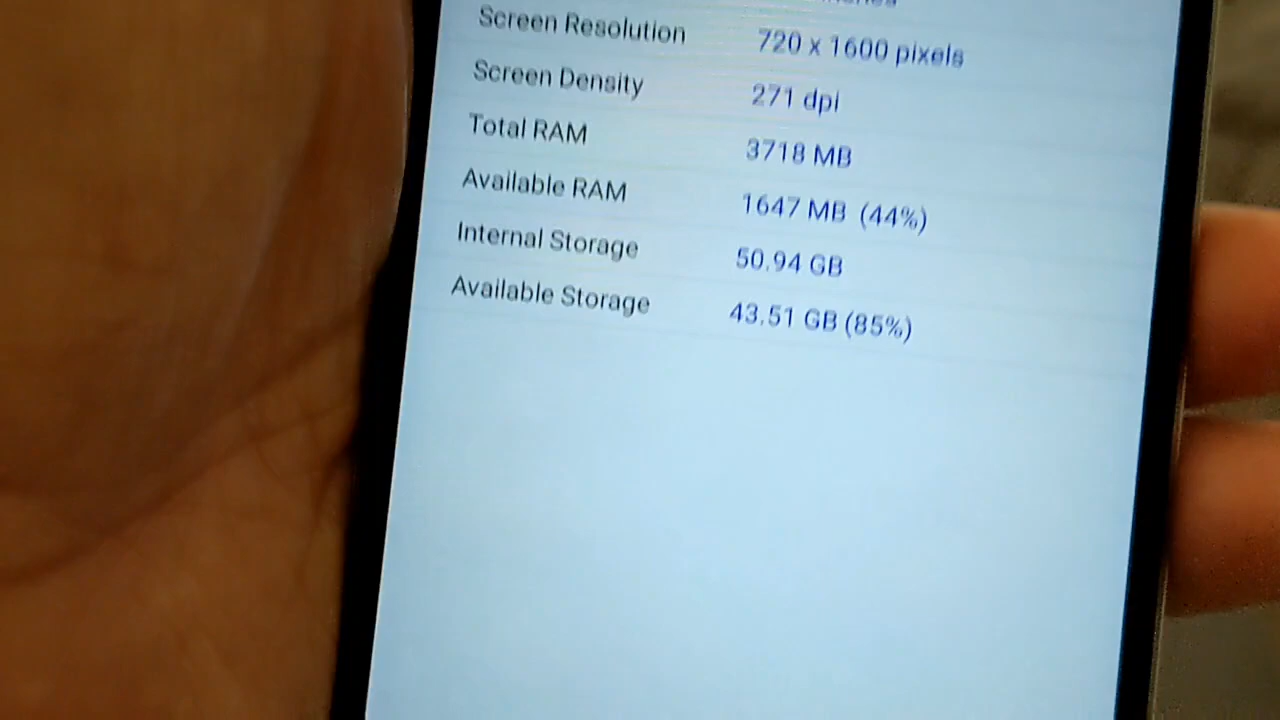 Screen Resolution 720 x 1600 pixels
Screen Density 271 dpi
Total RAM 3718 MB
Available RAM 1647 MB (44%)
Internal Storage 50.94 GB
Available Storage 43.51 GB (85%)